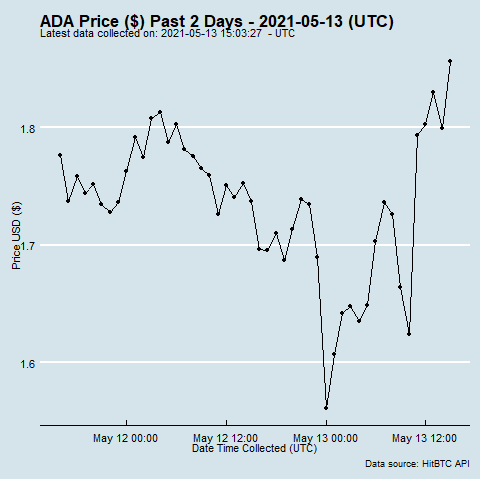 ADA Price ($) Past 2 Days - 2021-05-13 (UTC)
Latest data collected on: 2021-05-13 15:03:27 - UTC
1.8
1.7
1.6
Price USD ($)
May 12 00:00
May 12 12:00
May 13 00:00
May 13 12:00
Date Time Collected (UTC)
Data source: HitBTC API